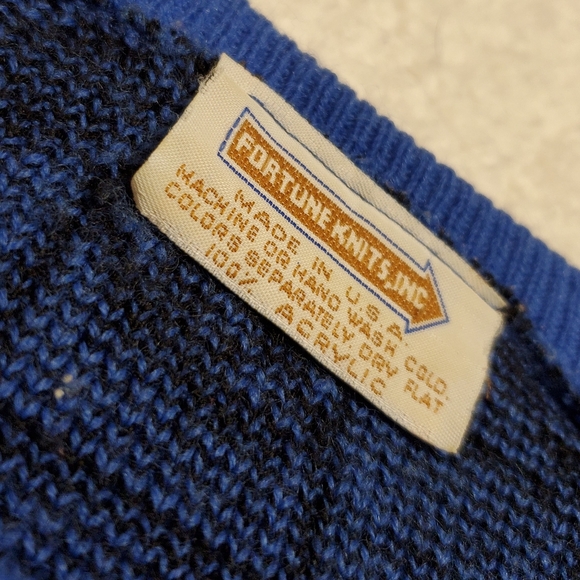 FORTUNE KNITS, INC
MADE IN U.S.A.
MACHINE OR HAND WASH COLD.
COLORS SEPARATELY DRY FLAT
100% ACRYLIC